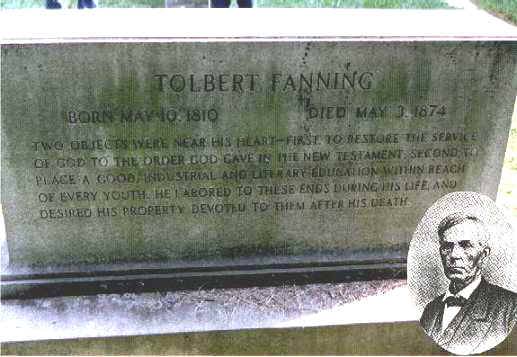 TOLBERT FANNING
BORN MAY 10, 1810 DIED MAY 3, 1874
TWO OBJECTS WERE NEAR HIS HEART—FIRST, TO RESTORE THE SERVICE
OF GOD TO THE ORDER GOD GAVE IN THE NEW TESTAMENT, SECOND, TO
PLACE A GOOD, INDUSTRIAL AND LITERARY EDUCATION WITHIN REACH
OF EVERY YOUTH. HE LABORED TO THESE ENDS DURING HIS LIFE, AND
DESIRED HIS PROPERTY DEVOTED TO THEM AFTER HIS DEATH.